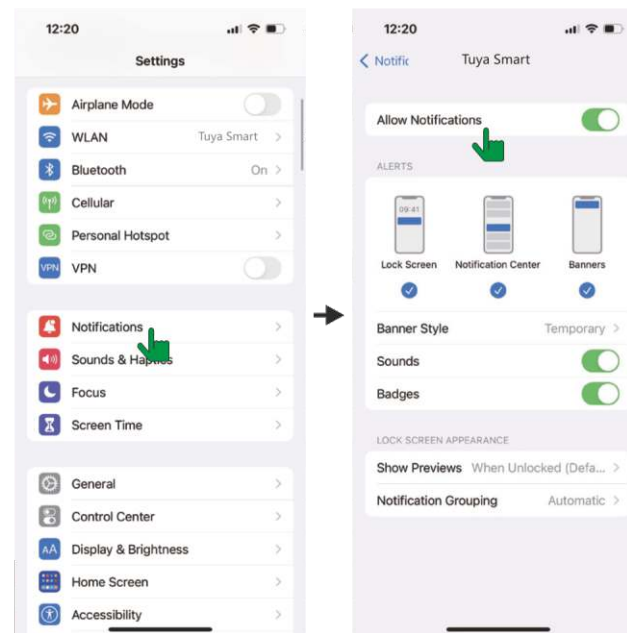 12:20
Settings
Airplane Mode
WLAN Tuya Smart
Bluetooth On
Cellular
Personal Hotspot
VPN VPN
Notifications
Sounds & Haptics
Focus
Screen Time
General
Control Center
AA Display & Brightness
Home Screen
Accessibility
12:20
Notific Tuya Smart
Allow Notifications
ALERTS
09:41
Lock Screen Notification Center Banners
Banner Style Temporary
Sounds
Badges
LOCK SCREEN APPEARANCE
Show Previews When Unlocked (Defa...
Notification Grouping Automatic